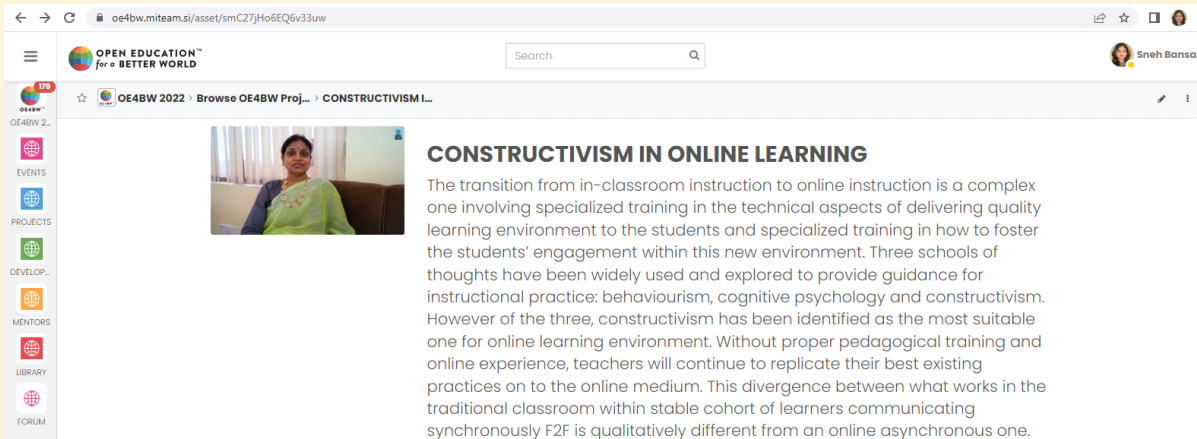 oe4bw.miteam.si/asset/smC27jHo6EQ6v33uw
OPEN EDUCATION™
for a BETTER WORLD
Search
Sneh Bansa
179
OE4BW™
OE4BW 2...
OE4BW 2022 > Browse OE4BW Proj... > CONSTRUCTIVISM I...
EVENTS
PROJECTS
DEVELOP...
MENTORS
LIBRARY
FORUM
CONSTRUCTIVISM IN ONLINE LEARNING
The transition from in-classroom instruction to online instruction is a complex
one involving specialized training in the technical aspects of delivering quality
learning environment to the students and specialized training in how to foster
the students’ engagement within this new environment. Three schools of
thoughts have been widely used and explored to provide guidance for
instructional practice: behaviourism, cognitive psychology and constructivism.
However of the three, constructivism has been identified as the most suitable
one for online learning environment. Without proper pedagogical training and
online experience, teachers will continue to replicate their best existing
practices on to the online medium. This divergence between what works in the
traditional classroom within stable cohort of learners communicating
synchronously F2F is qualitatively different from an online asynchronous one.